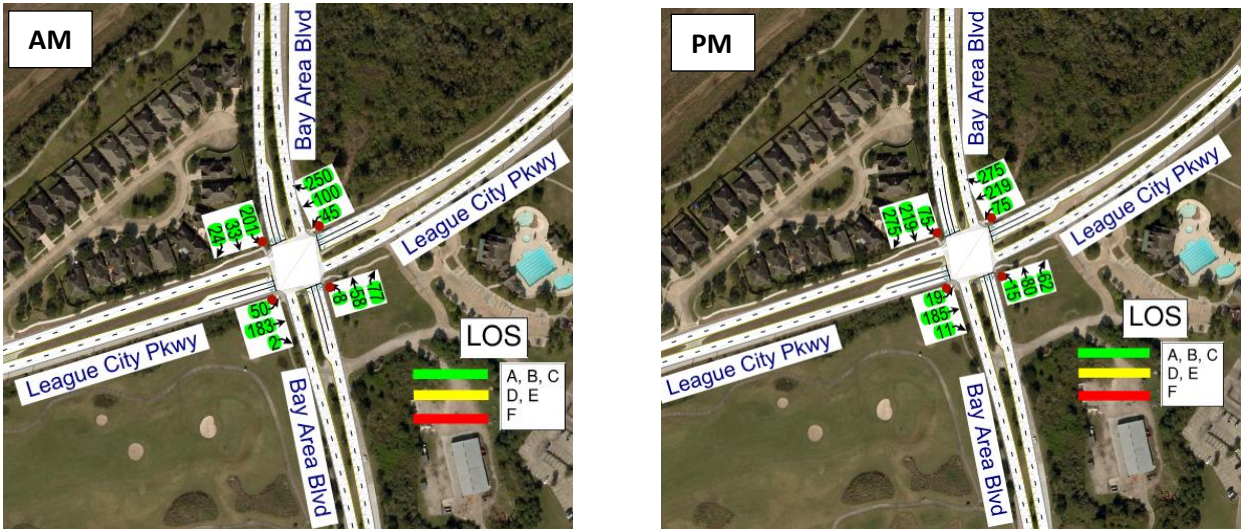 AM
Bay Area Blvd
250
100
45
201
33
24
League City Pkwy
8
58
77
50
183
2
League City Pkwy
Bay Area Blvd
LOS
A, B, C
D, E
F
PM
Bay Area Blvd
275
219
75
75
219
275
League City Pkwy
15
80
62
19
185
11
League City Pkwy
Bay Area Blvd
LOS
A, B, C
D, E
F